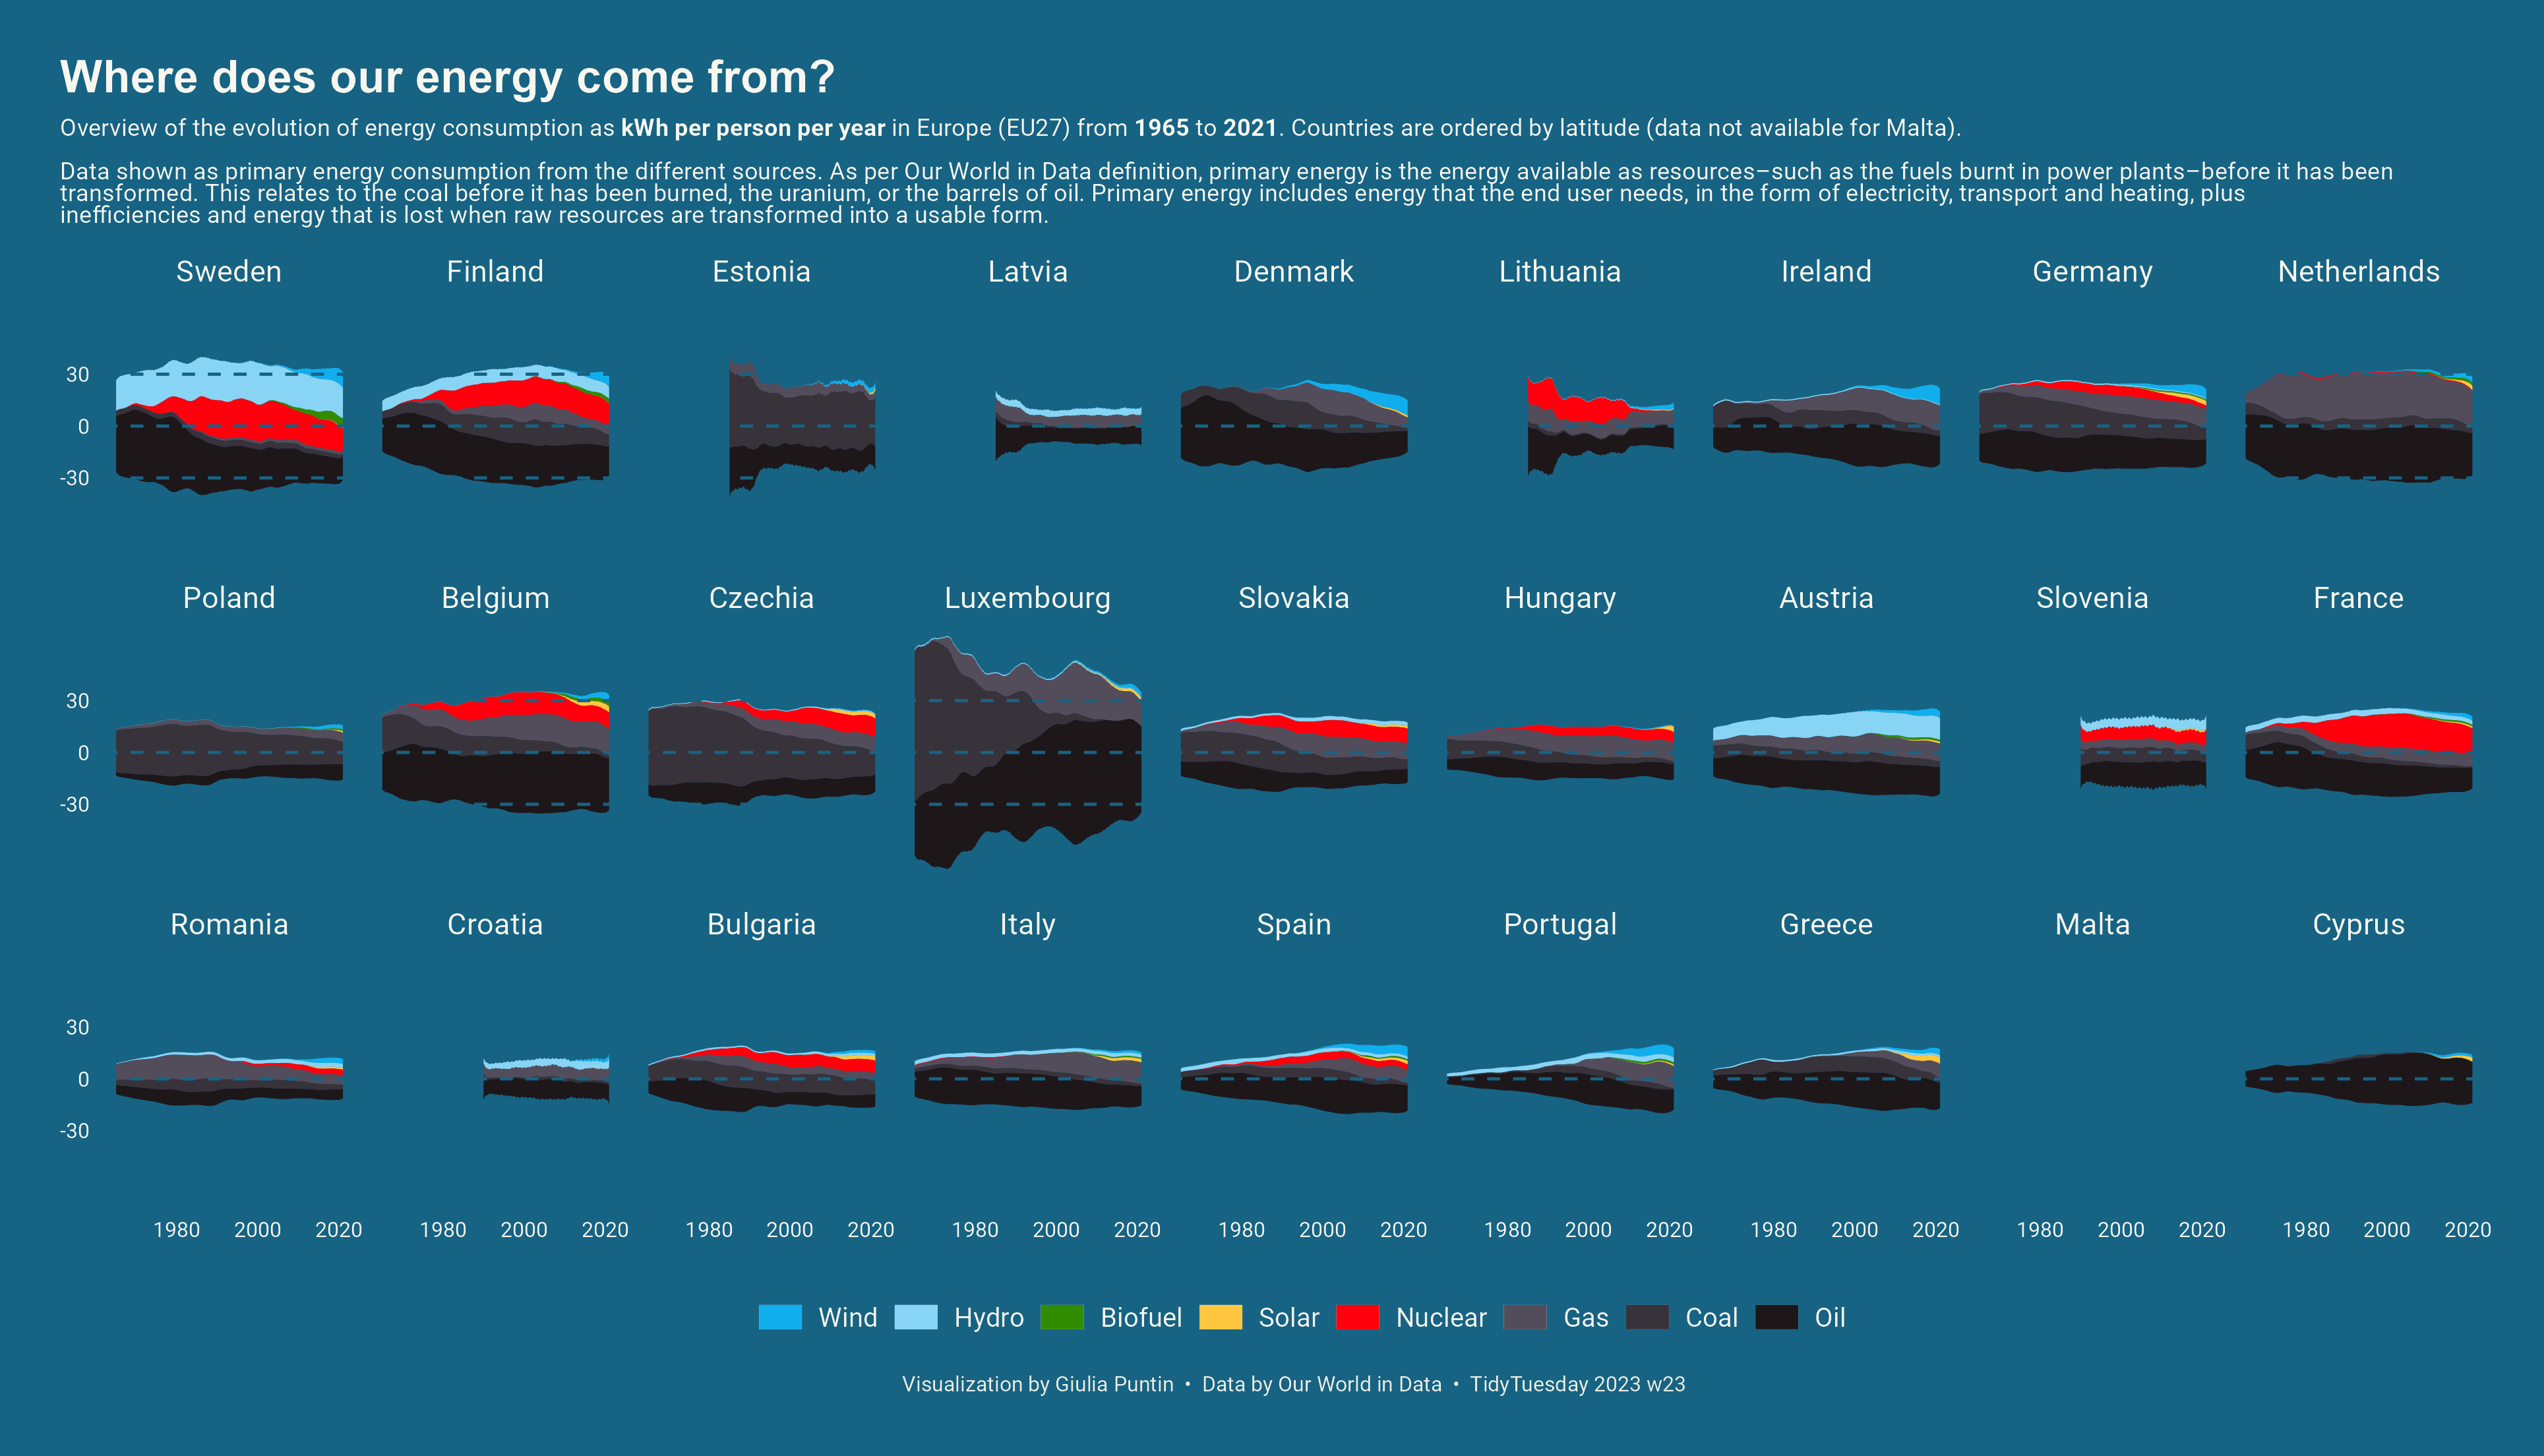 Where does our energy come from?
Overview of the evolution of energy consumption as kWh per person per year in Europe (EU27) from 1965 to 2021. Countries are ordered by latitude (data not available for Malta).
Data shown as primary energy consumption from the different sources. As per Our World in Data definition, primary energy is the energy available as resources–such as the fuels burnt in power plants–before it has been
transformed. This relates to the coal before it has been burned, the uranium, or the barrels of oil. Primary energy includes energy that the end user needs, in the form of electricity, transport and heating, plus
inefficiencies and energy that is lost when raw resources are transformed into a usable form.
Sweden Finland Estonia Latvia Denmark Lithuania Ireland Germany Netherlands
30
0
-30
Poland Belgium Czechia Luxembourg Slovakia Hungary Austria Slovenia France
30
0
-30
Romania Croatia Bulgaria Italy Spain Portugal Greece Malta Cyprus
30
0
-30
1980 2000 2020 1980 2000 2020 1980 2000 2020 1980 2000 2020 1980 2000 2020 1980 2000 2020 1980 2000 2020 1980 2000 2020 1980 2000 2020
Wind Hydro Biofuel Solar Nuclear Gas Coal Oil
Visualization by Giulia Puntin • Data by Our World in Data • TidyTuesday 2023 w23